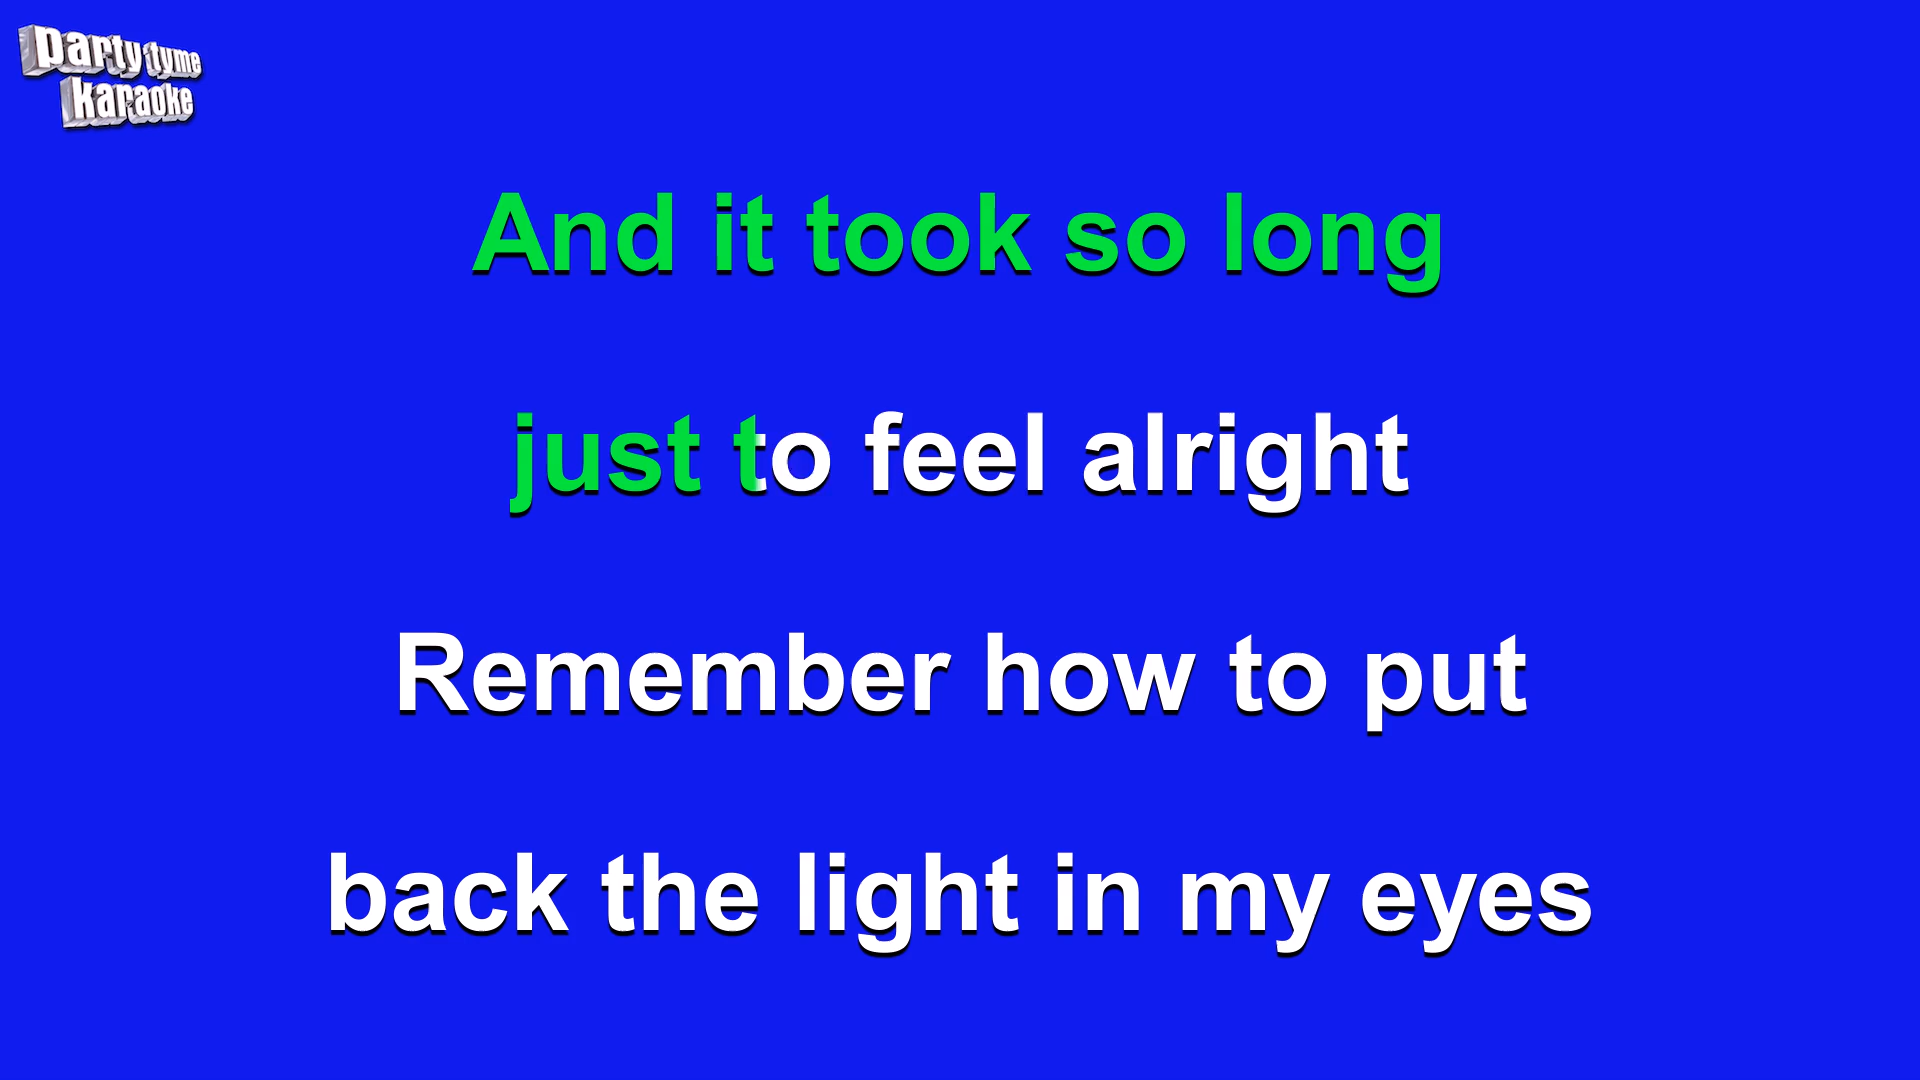 party tyme
karaoke
And it took so long
just to feel alright
Remember how to put
back the light in my eyes